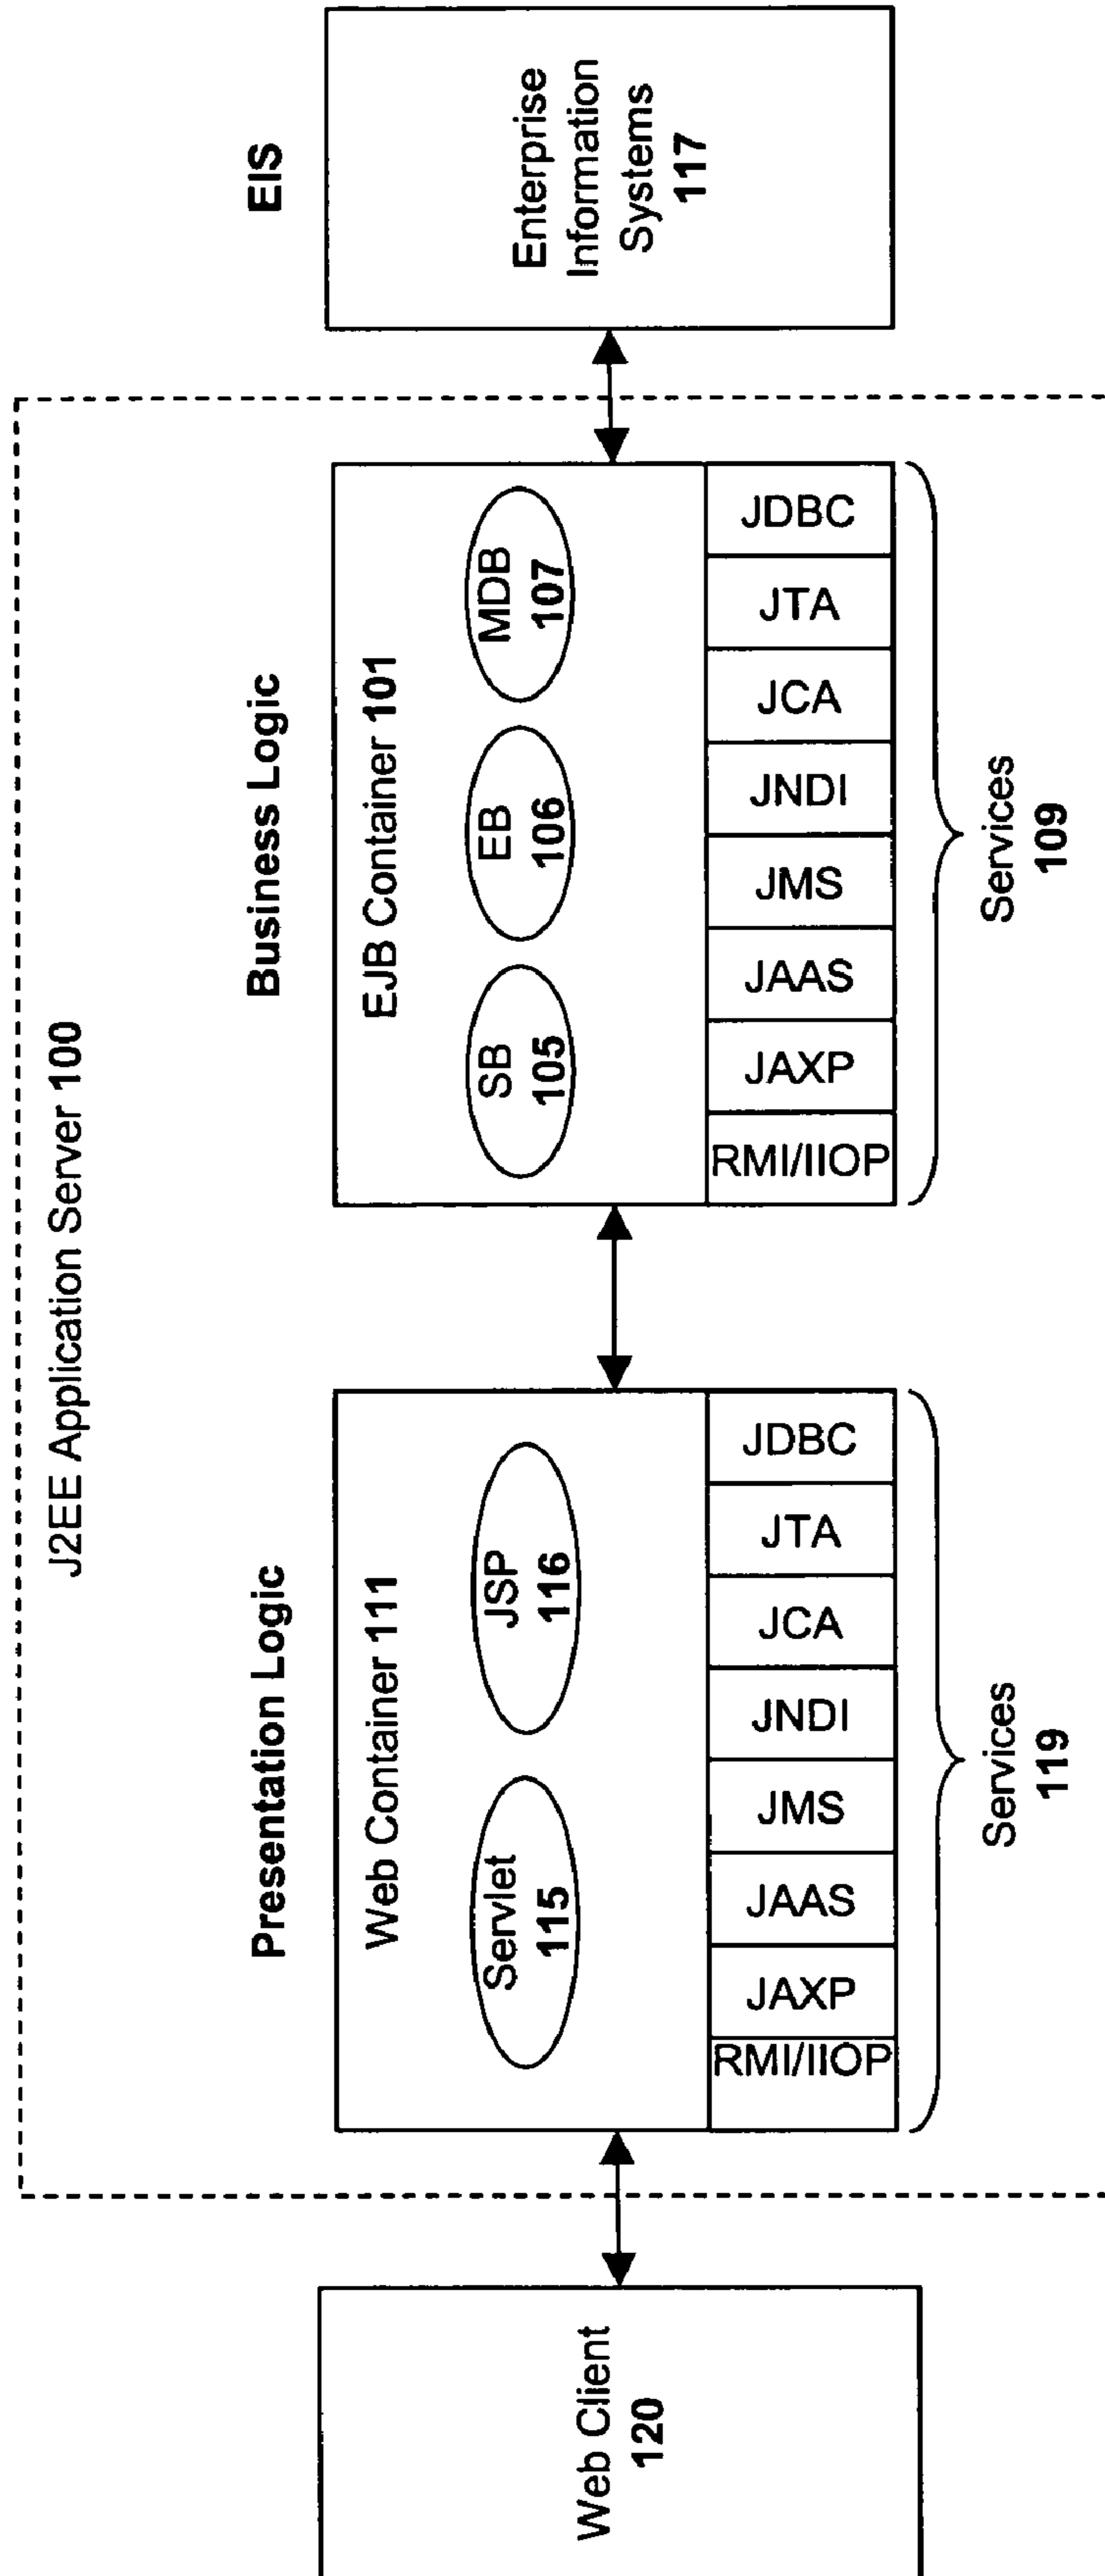 J2EE Application Server 100
Presentation Logic
Business Logic
EIS
Web Client
120
Web Container 111
Servlet
115
JSP
116
RMI/IIOP
JAXP
JAAS
JMS
JNDI
JCA
JTA
JDBC
Services
119
EJB Container 101
SB
105
EB
106
MDB
107
RMI/IIOP
JAXP
JAAS
JMS
JNDI
JCA
JTA
JDBC
Services
109
Enterprise
Information
Systems
117